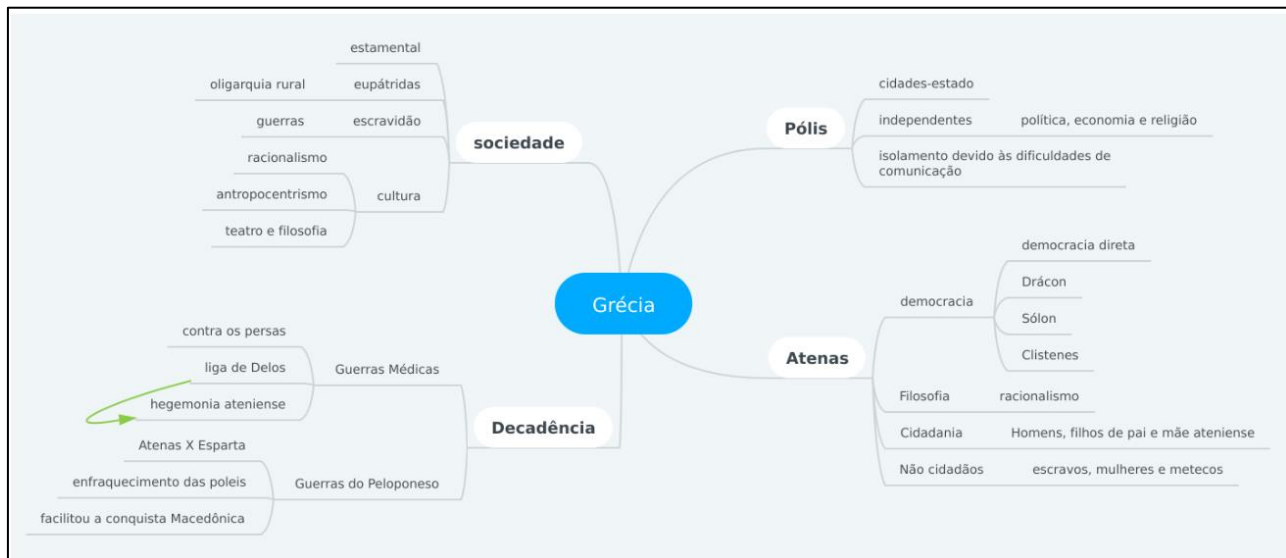 Grécia
sociedade
estamental
oligarquia rural
eupátridas
guerras
escravidão
racionalismo
antropocentrismo
teatro e filosofia
cultura
Pólis
cidades-estado
independentes
política, economia e religião
isolamento devido às dificuldades de
comunicação
Atenas
democracia
democracia direta
Drácon
Sólon
Clistenes
Filosofia
racionalismo
Cidadania
Homens, filhos de pai e mãe ateniense
Não cidadãos
escravos, mulheres e metecos
Decadência
contra os persas
liga de Delos
hegemonia ateniense
Guerras Médicas
Atenas X Esparta
enfraquecimento das poleis
facilitou a conquista Macedônica
Guerras do Peloponeso